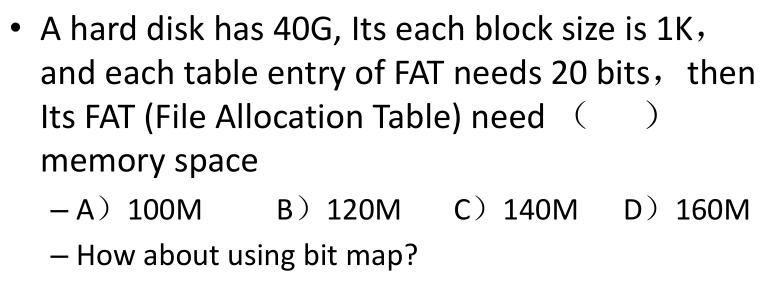 • A hard disk has 40G, Its each block size is 1K，
and each table entry of FAT needs 20 bits， then
Its FAT (File Allocation Table) need （ ）
memory space
– A）100M B）120M C）140M D）160M
– How about using bit map?